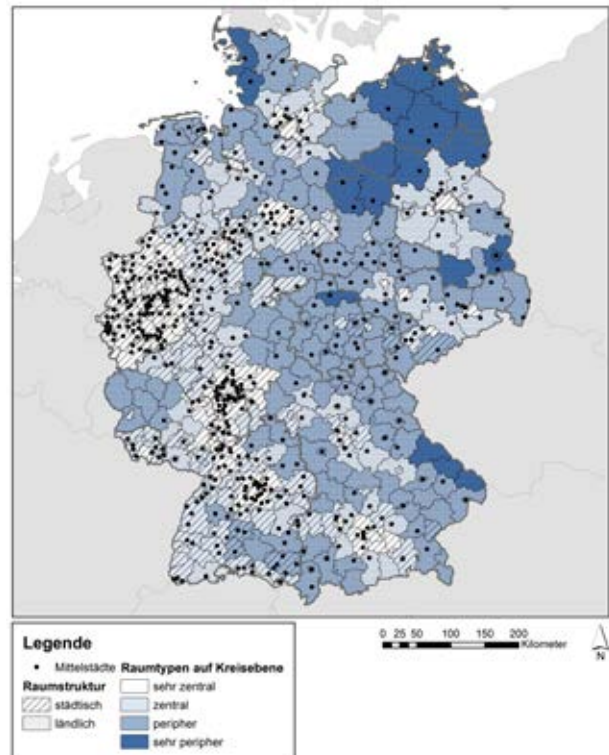 Legende
Mittelstädte
Raumstruktur
städtisch
ländlich
Raumtypen auf Kreisebene
sehr zentral
zentral
peripher
sehr peripher
0 25 50 100 150 200
Kilometer
N